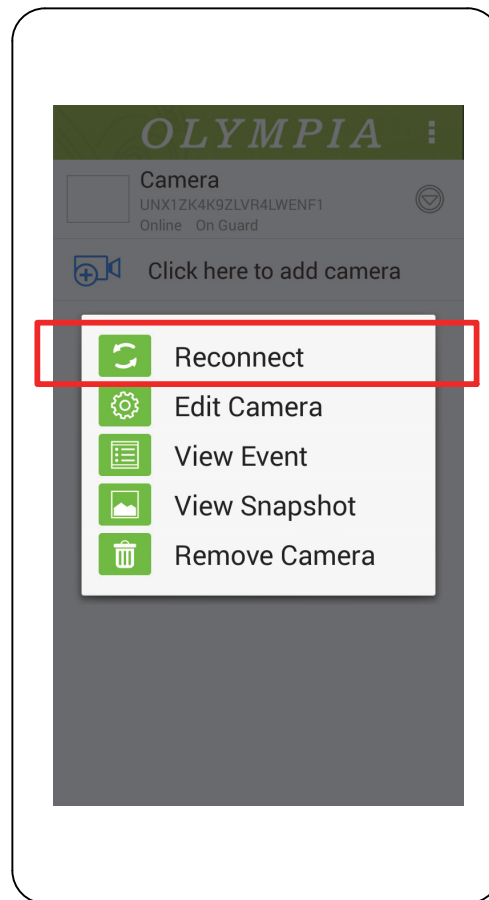 OLYMPIA
Camera
UNX1ZK4K9ZLVR4LWENF1
Online On Guard
Click here to add camera
Reconnect
Edit Camera
View Event
View Snapshot
Remove Camera